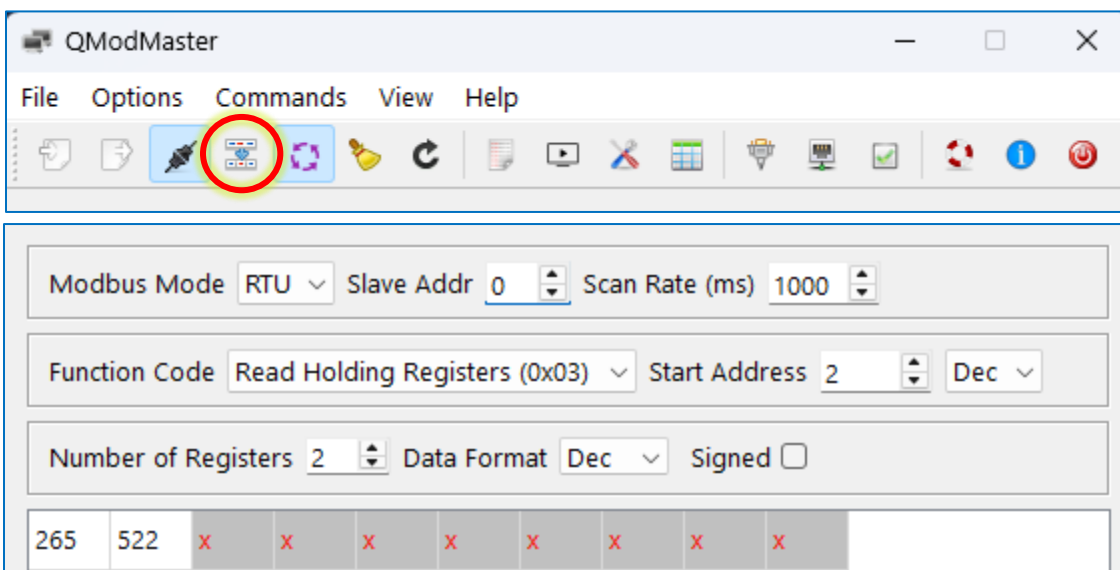 QModMaster
File Options Commands View Help
Modbus Mode RTU Slave Addr 0 Scan Rate (ms) 1000
Function Code Read Holding Registers (0x03) Start Address 2 Dec
Number of Registers 2 Data Format Dec Signed
265 522 x x x x x x x x